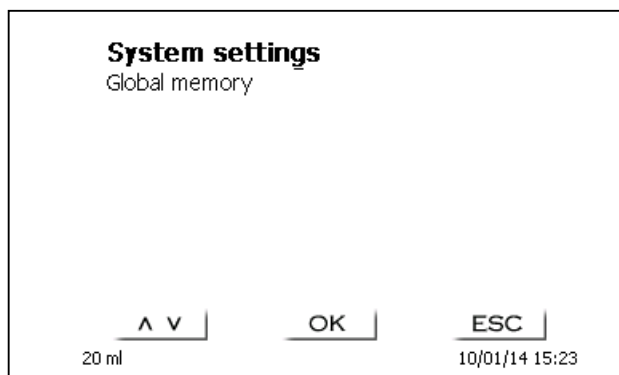 System settings
Global memory
∧ ∨ OK ESC
20 ml 10/01/14 15:23